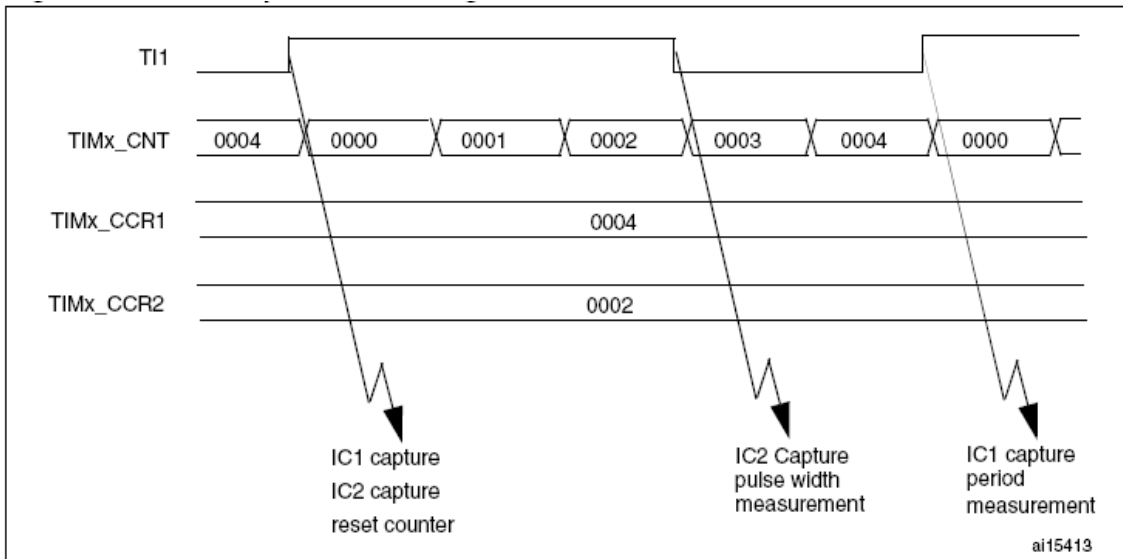 TI1
TIMx_CNT 0004 0000 0001 0002 0003 0004 0000
TIMx_CCR1 0004
TIMx_CCR2 0002
IC1 capture
IC2 capture
reset counter
IC2 Capture
pulse width
measurement
IC1 capture
period
measurement
ai15413